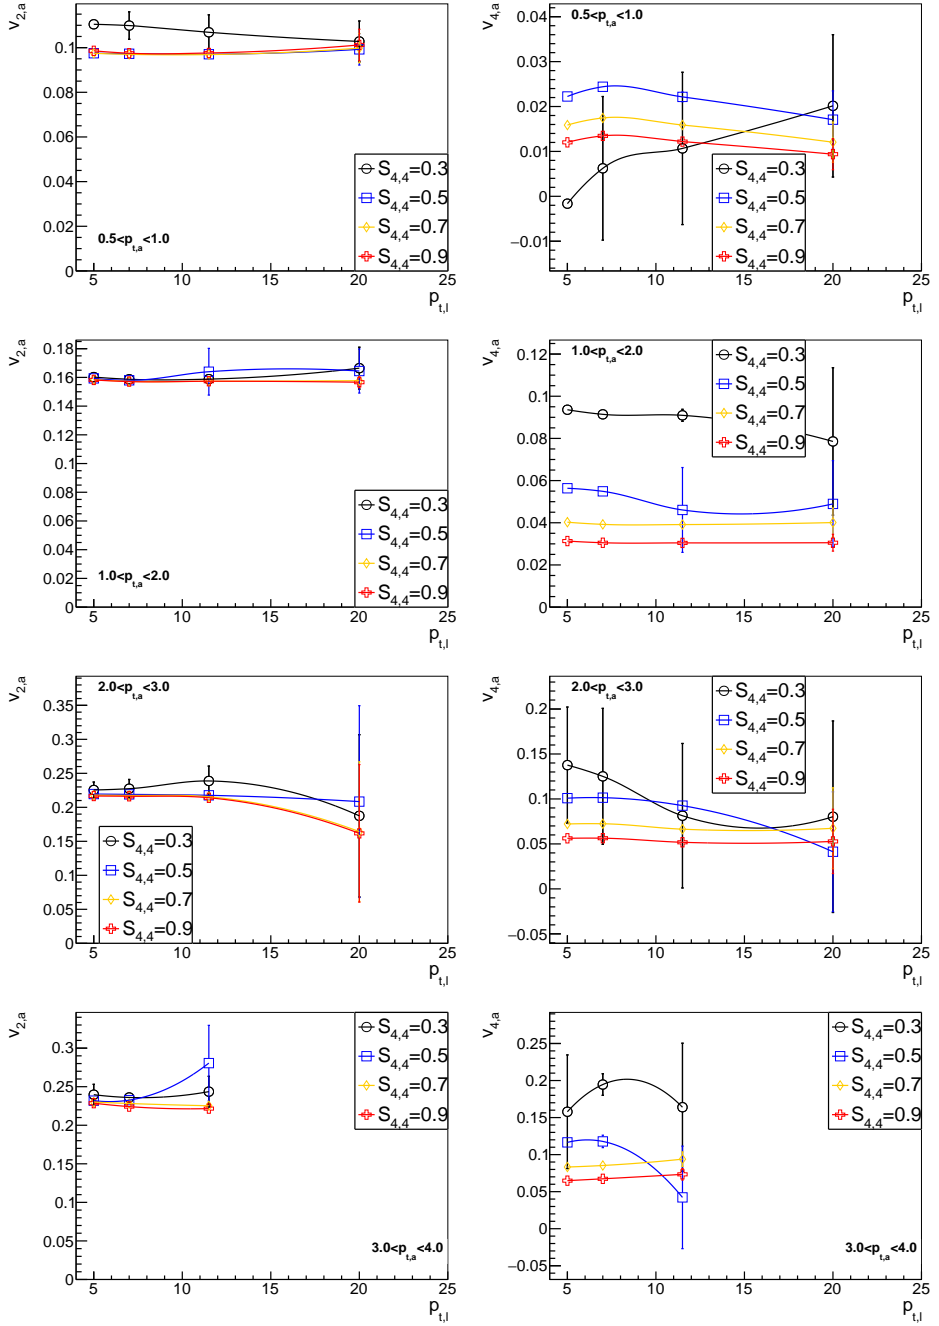 v2,a
0.1
0.08
0.06
0.04
0.02
0
S4,4=0.3
S4,4=0.5
S4,4=0.7
S4,4=0.9
0.5<pt,a<1.0
5 10 15 20 25
pt,l
v4,a
0.04
0.03
0.02
0.01
0
−0.01
0.5<pt,a<1.0
S4,4=0.3
S4,4=0.5
S4,4=0.7
S4,4=0.9
5 10 15 20 25
pt,l
v2,a
0.18
0.16
0.14
0.12
0.1
0.08
0.06
0.04
0.02
0
S4,4=0.3
S4,4=0.5
S4,4=0.7
S4,4=0.9
1.0<pt,a<2.0
5 10 15 20 25
pt,l
v4,a
0.12
0.1
0.08
0.06
0.04
0.02
0
1.0<pt,a<2.0
S4,4=0.3
S4,4=0.5
S4,4=0.7
S4,4=0.9
5 10 15 20 25
pt,l
v2,a
0.35
0.3
0.25
0.2
0.15
0.1
0.05
0
2.0<pt,a<3.0
S4,4=0.3
S4,4=0.5
S4,4=0.7
S4,4=0.9
5 10 15 20 25
pt,l
v4,a
0.2
0.15
0.1
0.05
0
−0.05
2.0<pt,a<3.0
S4,4=0.3
S4,4=0.5
S4,4=0.7
S4,4=0.9
5 10 15 20 25
pt,l
v2,a
0.3
0.25
0.2
0.15
0.1
0.05
0
S4,4=0.3
S4,4=0.5
S4,4=0.7
S4,4=0.9
3.0<pt,a<4.0
5 10 15 20 25
pt,l
v4,a
0.25
0.2
0.15
0.1
0.05
0
−0.05
S4,4=0.3
S4,4=0.5
S4,4=0.7
S4,4=0.9
3.0<pt,a<4.0
5 10 15 20 25
pt,l